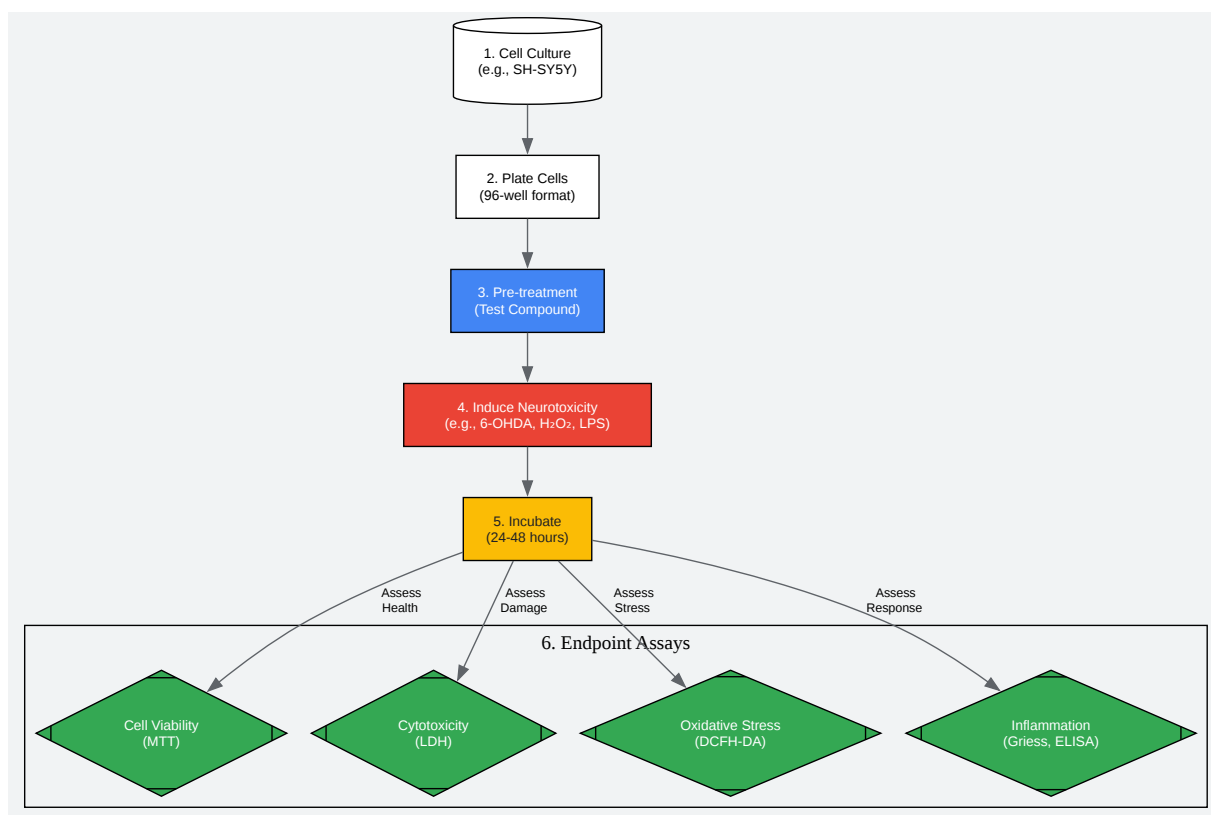 1. Cell Culture
(e.g., SH-SY5Y)
2. Plate Cells
(96-well format)
3. Pre-treatment
(Test Compound)
4. Induce Neurotoxicity
(e.g., 6-OHDA, H₂O₂, LPS)
5. Incubate
(24-48 hours)
Assess
Health
Assess
Damage
Assess
Stress
Assess
Response
6. Endpoint Assays
Cell Viability
(MTT)
Cytotoxicity
(LDH)
Oxidative Stress
(DCFH-DA)
Inflammation
(Griess, ELISA)